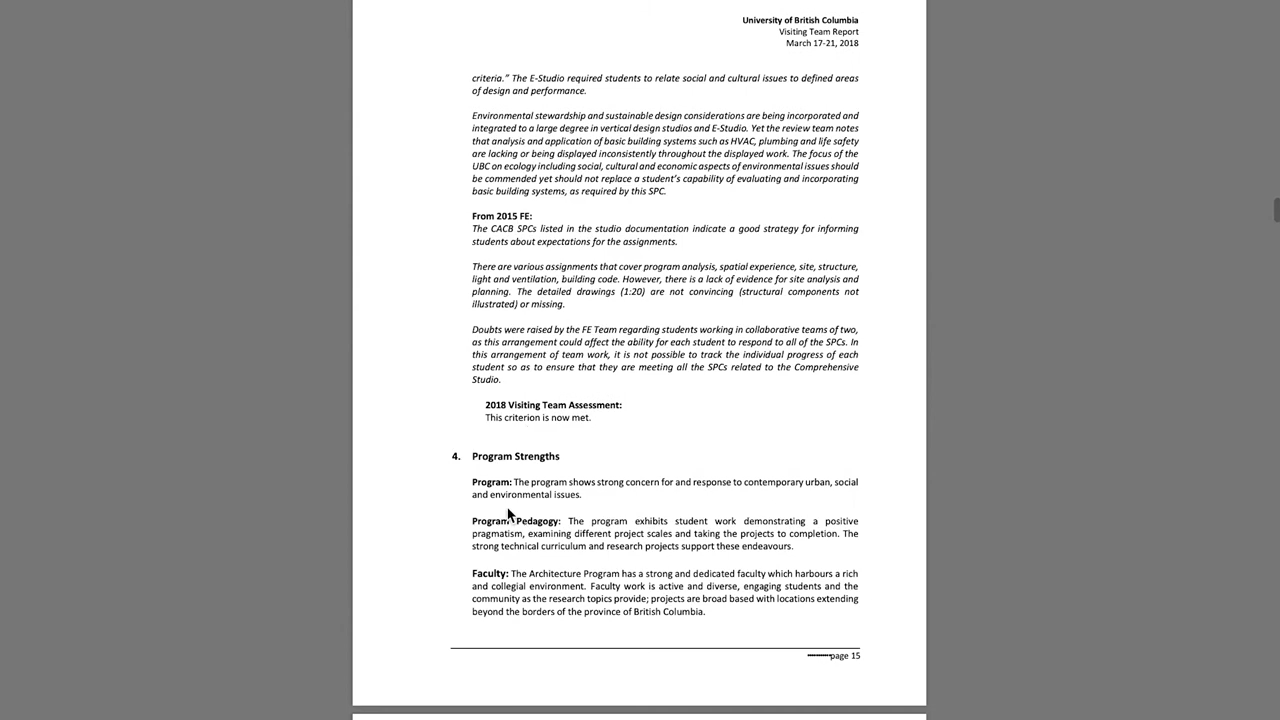 University of British Columbia
Visiting Team Report
March 17-21, 2018
criteria.” The E-Studio required students to relate social and cultural issues to defined areas
of design and performance.
Environmental stewardship and sustainable design considerations are being incorporated and
integrated to a large degree in vertical design studios and E-Studio. Yet the review team notes
that analysis and application of basic building systems such as HVAC, plumbing and life safety
are lacking or being displayed inconsistently throughout the displayed work. The focus of the
UBC on ecology including social, cultural and economic aspects of environmental issues should
be commended yet should not replace a student’s capability of evaluating and incorporating
basic building systems, as required by this SPC.
From 2015 FE:
The CACB SPCs listed in the studio documentation indicate a good strategy for informing
students about expectations for the assignments.
There are various assignments that cover program analysis, spatial experience, site, structure,
light and ventilation, building code. However, there is a lack of evidence for site analysis and
planning. The detailed drawings (1:20) are not convincing (structural components not
illustrated) or missing.
Doubts were raised by the FE Team regarding students working in collaborative teams of two,
as this arrangement could affect the ability for each student to respond to all of the SPCs. In
this arrangement of team work, it is not possible to track the individual progress of each
student so as to ensure that they are meeting all the SPCs related to the Comprehensive
Studio.
2018 Visiting Team Assessment:
This criterion is now met.
4. Program Strengths
Program: The program shows strong concern for and response to contemporary urban, social
and environmental issues.
Program Pedagogy: The program exhibits student work demonstrating a positive
pragmatism, examining different project scales and taking the projects to completion. The
strong technical curriculum and research projects support these endeavours.
Faculty: The Architecture Program has a strong and dedicated faculty which harbours a rich
and collegial environment. Faculty work is active and diverse, engaging students and the
community as the research topics provide; projects are broad based with locations extending
beyond the borders of the province of British Columbia.
page 15